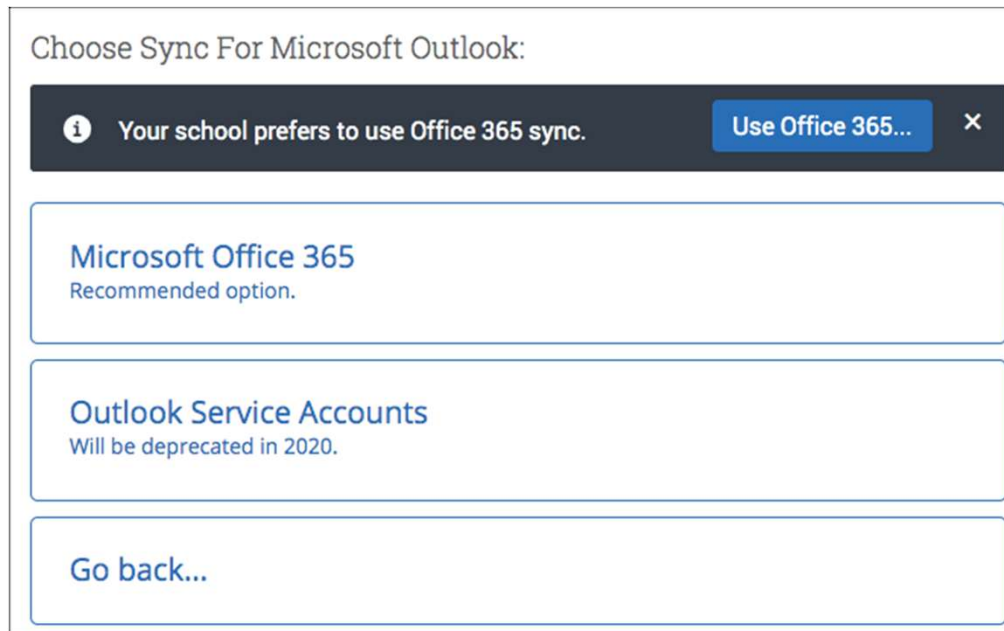 Choose Sync For Microsoft Outlook:
Your school prefers to use Office 365 sync.
Use Office 365...
Microsoft Office 365
Recommended option.
Outlook Service Accounts
Will be deprecated in 2020.
Go back...